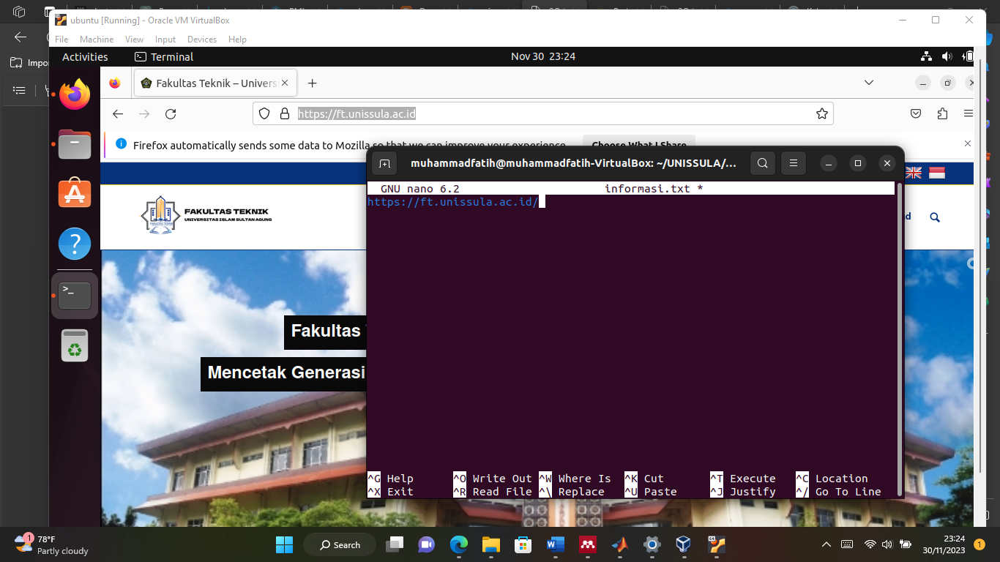 ubuntu [Running] - Oracle VM VirtualBox
File Machine View Input Devices Help
Activities Terminal Nov 30 23:24
Impo
Fakultas Teknik – Univers
https://ft.unissula.ac.id
Firefox automatically sends some data to Mozilla so that we can improve your experience Choose What I Share
muhammadfatih@muhammadfatih-VirtualBox: ~/UNISSULA/...
GNU nano 6.2 informasi.txt *
https://ft.unissula.ac.id/
FAKULTAS TEKNIK
UNIVERSITAS ISLAM SULTAN AGUNG
Fakultas
Mencetak Generasi
^G Help ^O Write Out ^W Where Is ^K Cut ^T Execute ^C Location
^X Exit ^R Read File ^\ Replace ^U Paste ^J Justify ^/ Go To Line
1
78°F
Partly cloudy
Search
23:24
30/11/2023
1